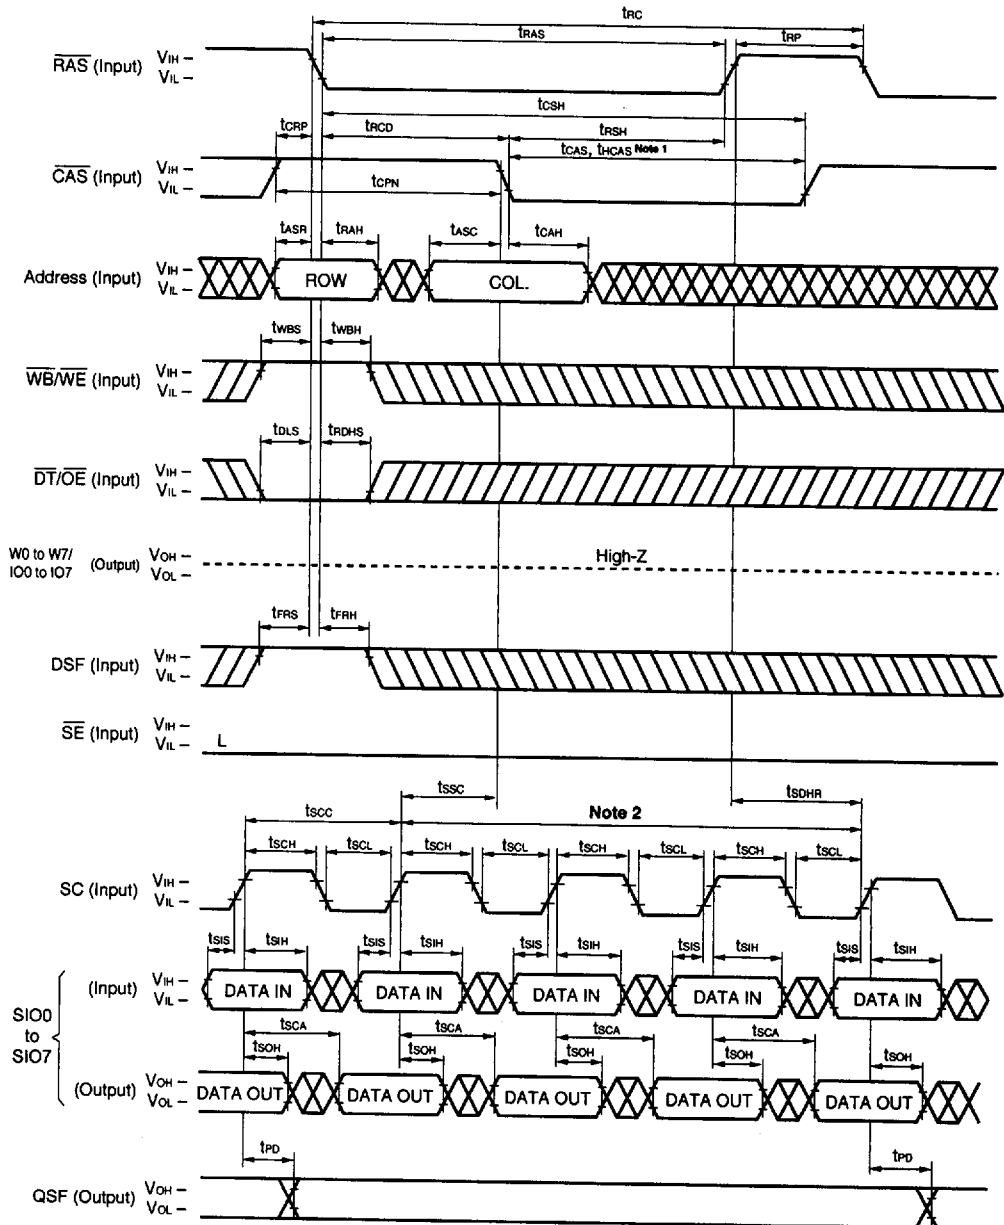 tRC
tRAS
tRP
RAS (Input) VIH –
VIL –
tCSH
tCRP
tRCD
tRSH
tCAS, tHCAS Note 1
CAS (Input) VIH –
VIL –
tCPN
tASR tRAH tASC tCAH
Address (Input) VIH –
VIL –
ROW COL.
tWBS tWBH
WB/WE (Input) VIH –
VIL –
tDLS tRDHS
DT/OE (Input) VIH –
VIL –
W0 to W7/
IO0 to IO7 (Output) VOH –
VOL –
High-Z
tFRS tFRH
DSF (Input) VIH –
VIL –
SE (Input) VIH –
VIL –
L
tSSC tSDHR
tSCC Note 2
tSCH tSCL tSCH tSCL tSCH tSCL tSCH tSCL
SC (Input) VIH –
VIL –
tSIS tSIH tSIS tSIH tSIS tSIH tSIS tSIH tSIS tSIH
SIO0
to
SIO7
(Input) VIH –
VIL –
DATA IN DATA IN DATA IN DATA IN DATA IN
tSCA tSCA tSCA tSCA
tSOH tSOH tSOH tSOH tSOH
(Output) VOH –
VOL –
DATA OUT DATA OUT DATA OUT DATA OUT DATA OUT
tPD tPD
QSF (Output) VOH –
VOL –